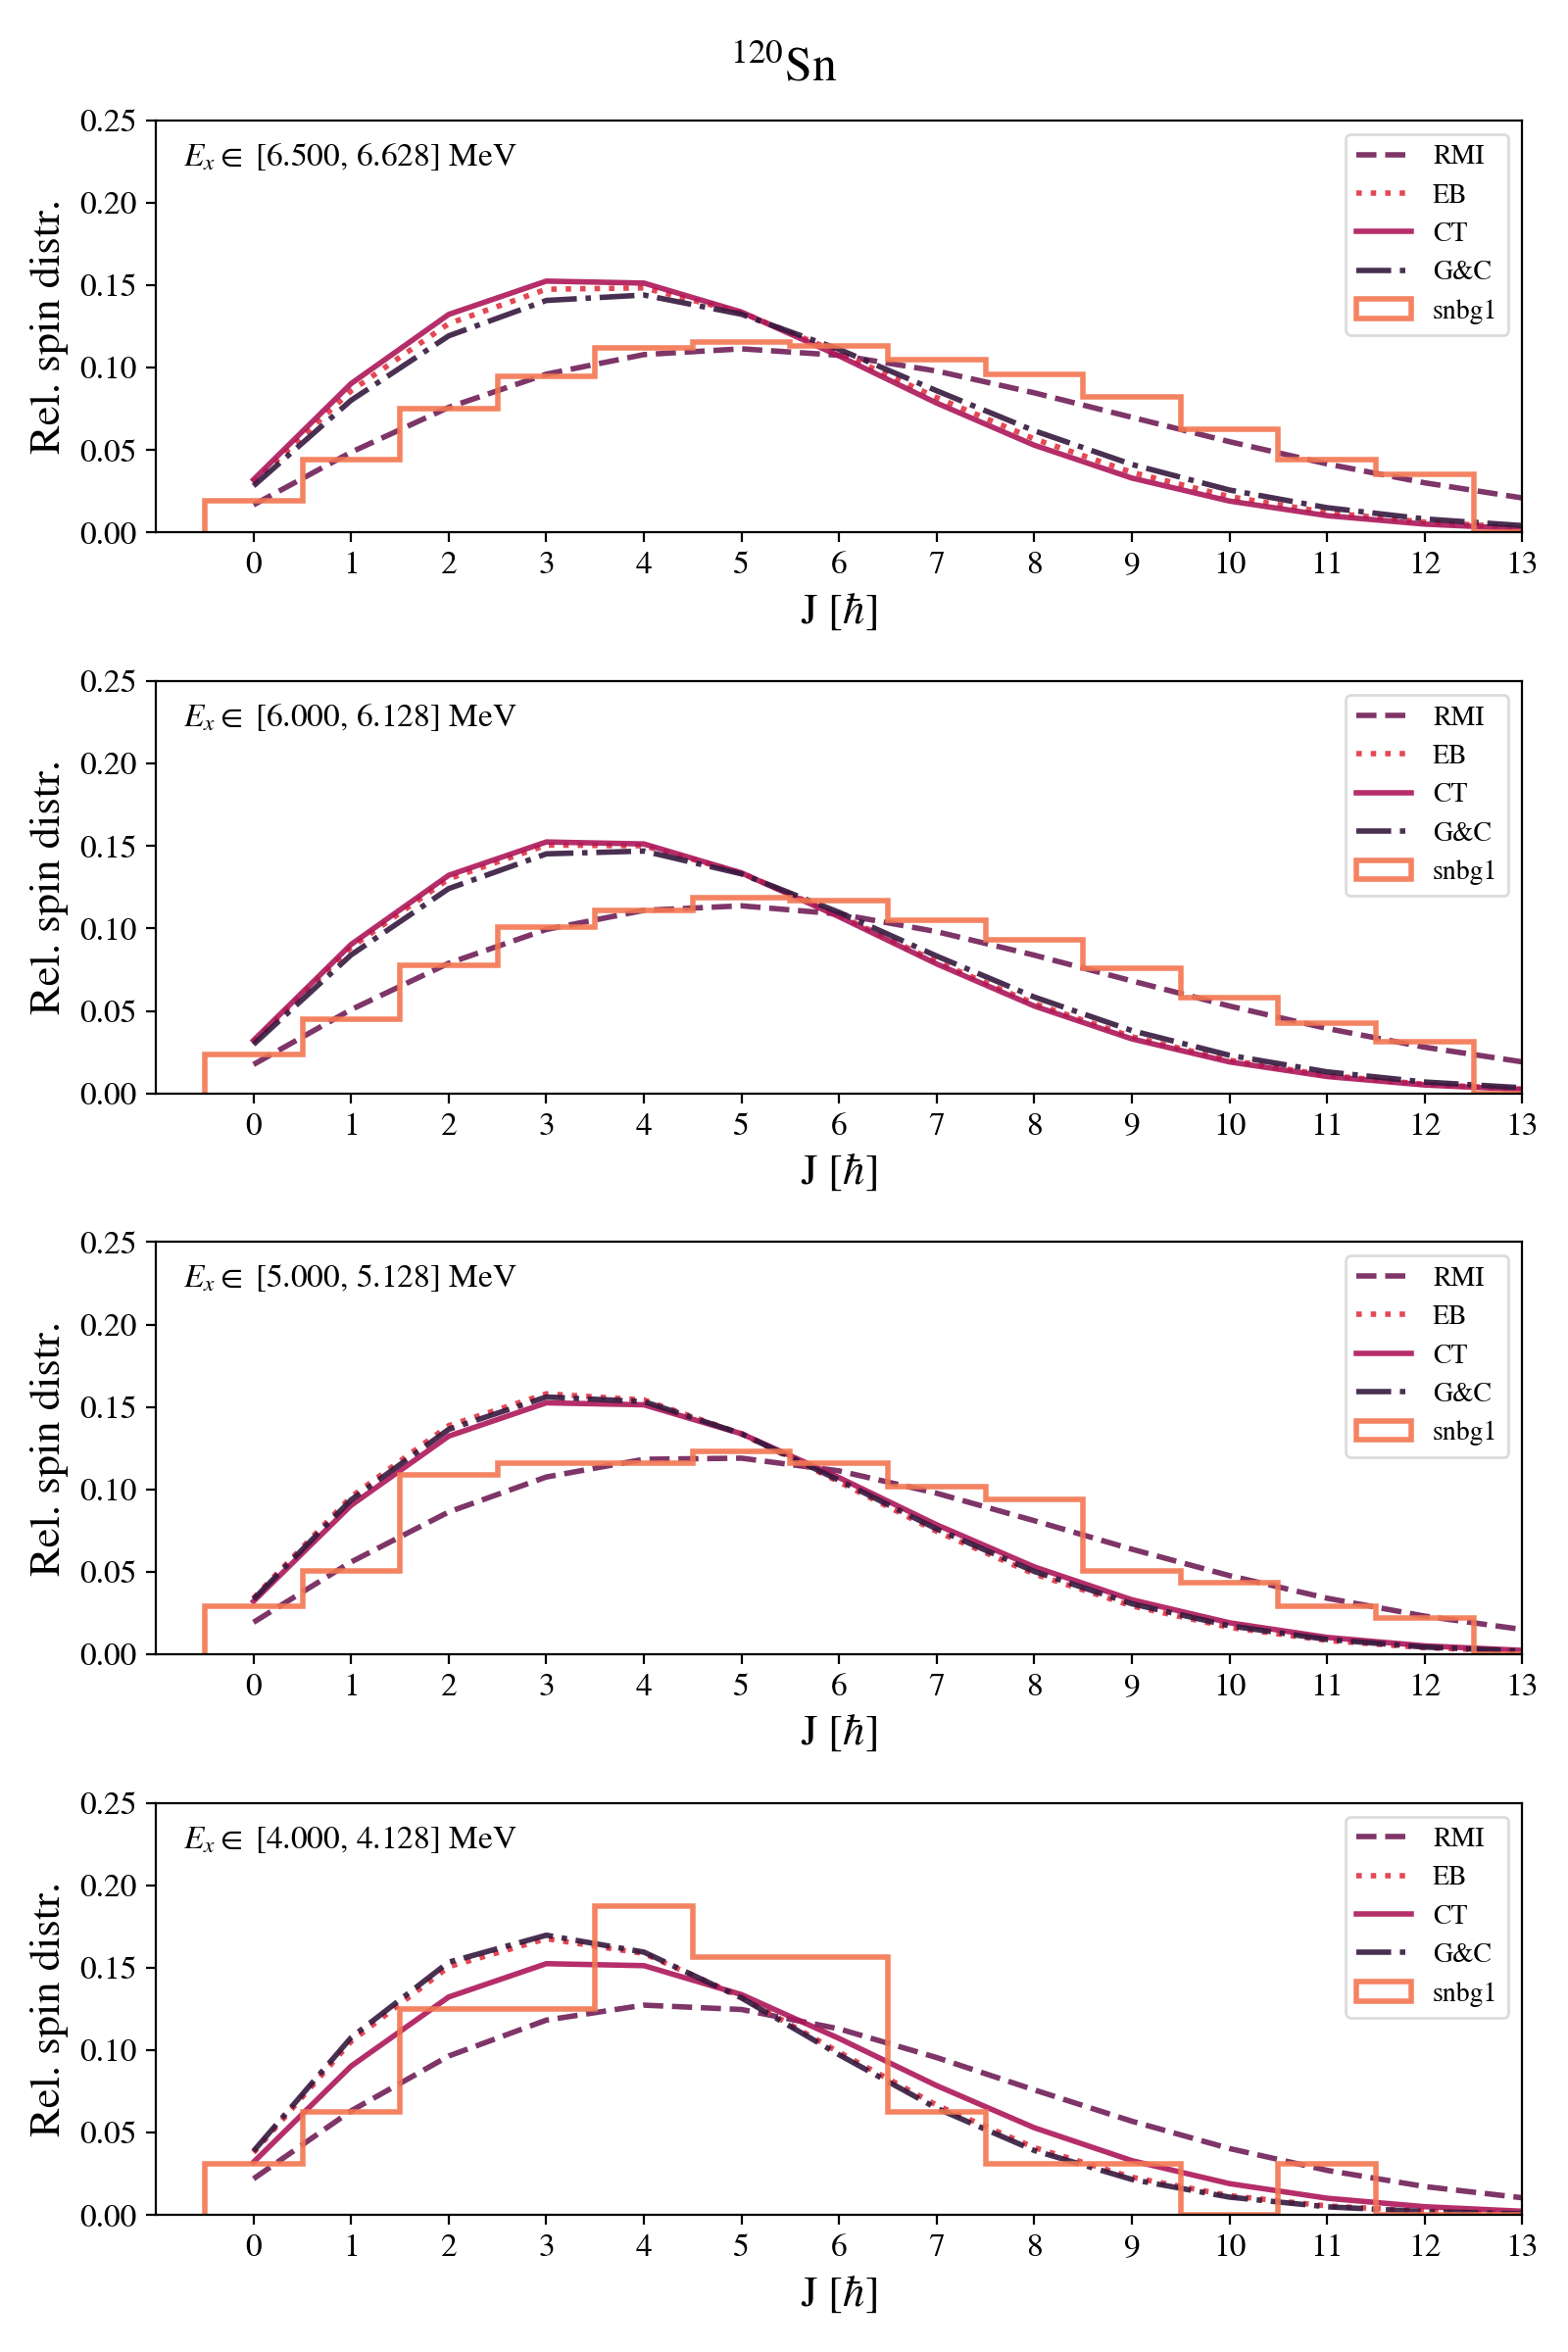 ¹²⁰Sn
Eₓ ∈ [6.500, 6.628] MeV
Rel. spin distr.
0.25
0.20
0.15
0.10
0.05
0.00
RMI
EB
CT
G&C
snbg1
0 1 2 3 4 5 6 7 8 9 10 11 12 13
J [ℏ]
Eₓ ∈ [6.000, 6.128] MeV
Rel. spin distr.
0.25
0.20
0.15
0.10
0.05
0.00
RMI
EB
CT
G&C
snbg1
0 1 2 3 4 5 6 7 8 9 10 11 12 13
J [ℏ]
Eₓ ∈ [5.000, 5.128] MeV
Rel. spin distr.
0.25
0.20
0.15
0.10
0.05
0.00
RMI
EB
CT
G&C
snbg1
0 1 2 3 4 5 6 7 8 9 10 11 12 13
J [ℏ]
Eₓ ∈ [4.000, 4.128] MeV
Rel. spin distr.
0.25
0.20
0.15
0.10
0.05
0.00
RMI
EB
CT
G&C
snbg1
0 1 2 3 4 5 6 7 8 9 10 11 12 13
J [ℏ]